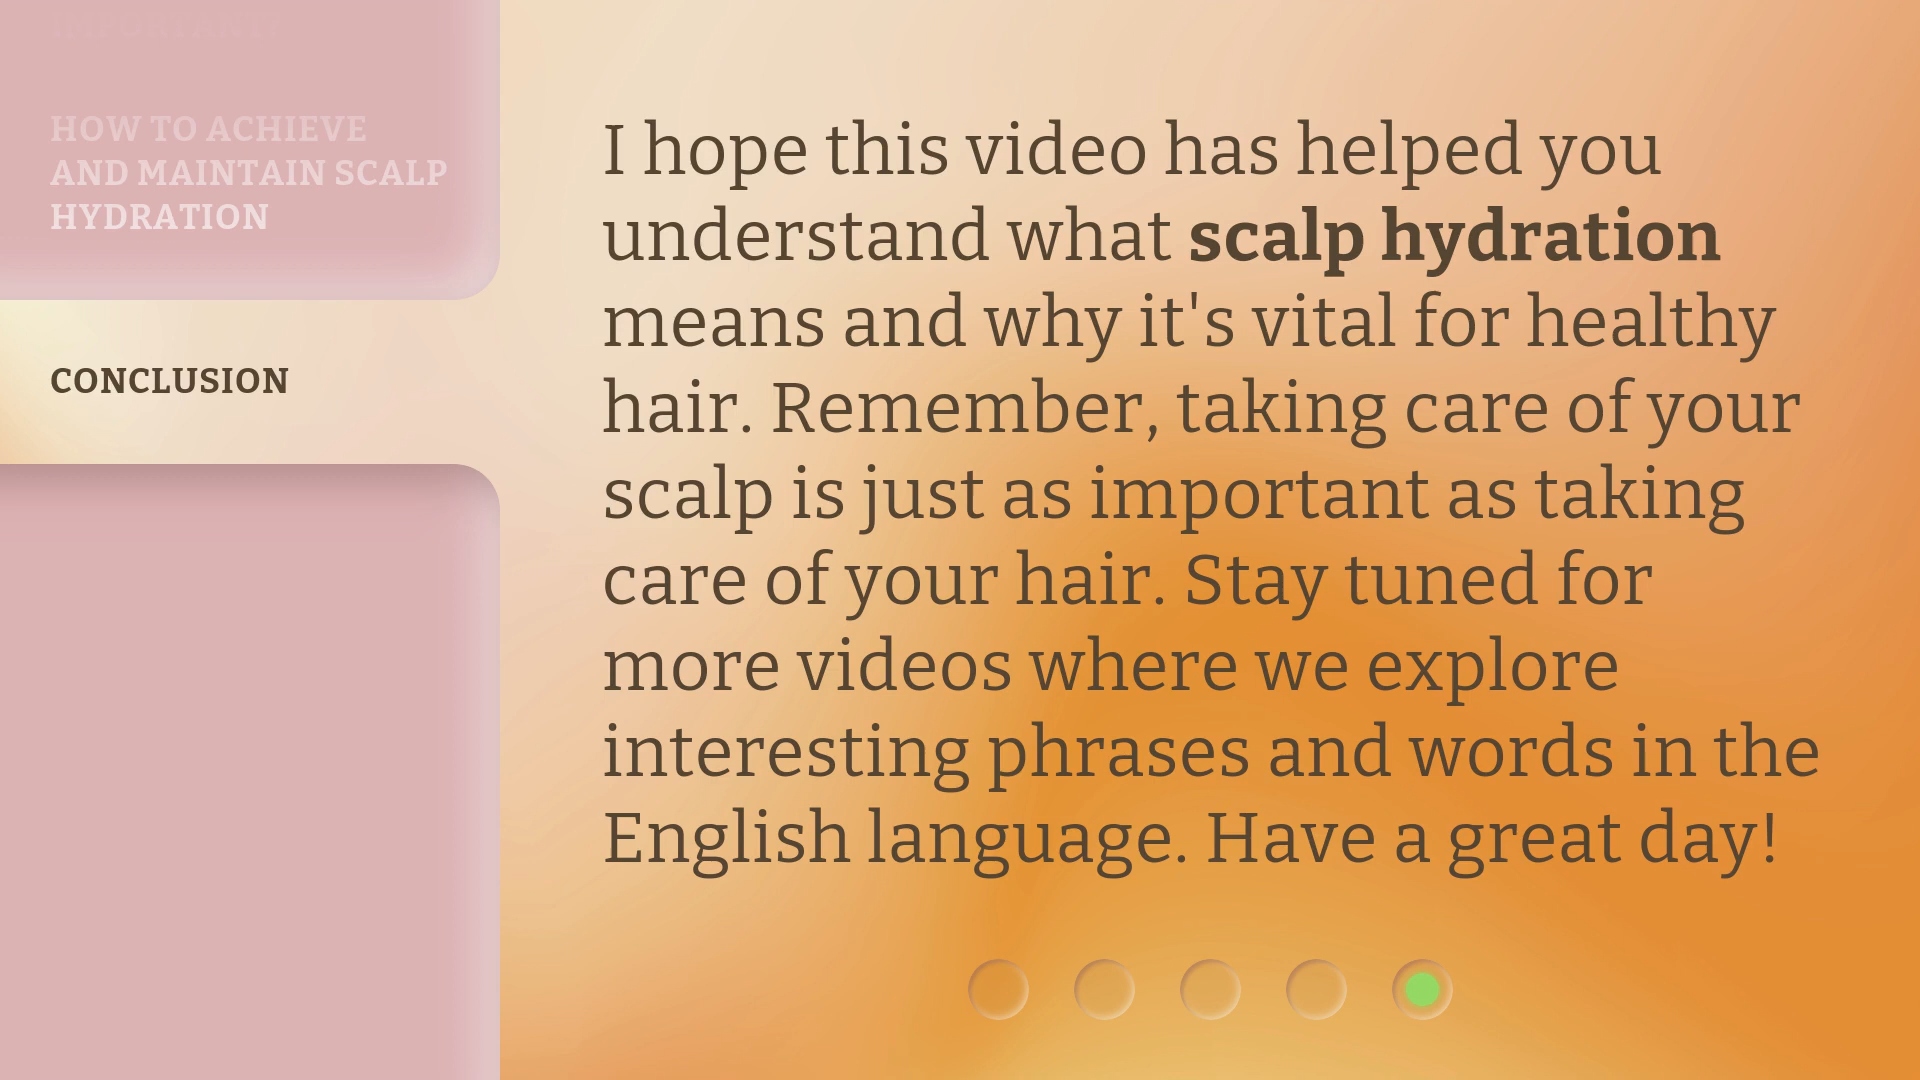 IMPORTANT?
HOW TO ACHIEVE
AND MAINTAIN SCALP
HYDRATION
CONCLUSION
I hope this video has helped you
understand what scalp hydration
means and why it's vital for healthy
hair. Remember, taking care of your
scalp is just as important as taking
care of your hair. Stay tuned for
more videos where we explore
interesting phrases and words in the
English language. Have a great day!